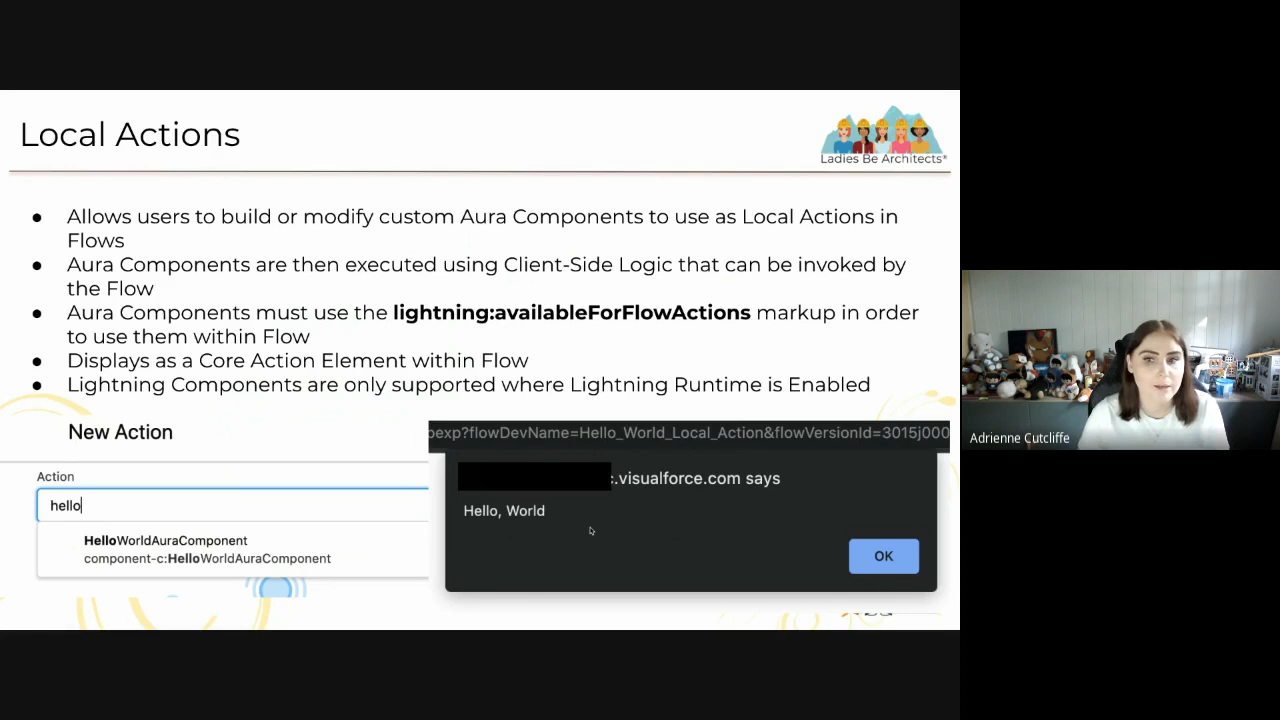 Local Actions
Ladies Be Architects
● Allows users to build or modify custom Aura Components to use as Local Actions in
Flows
● Aura Components are then executed using Client-Side Logic that can be invoked by
the Flow
● Aura Components must use the lightning:availableForFlowActions markup in order
to use them within Flow
● Displays as a Core Action Element within Flow
● Lightning Components are only supported where Lightning Runtime is Enabled
New Action
Action
hello
HelloWorldAuraComponent
component-c:HelloWorldAuraComponent
exp?flowDevName=Hello_World_Local_Action&flowVersionId=3015j000
.visualforce.com says
Hello, World
OK
Adrienne Cutcliffe